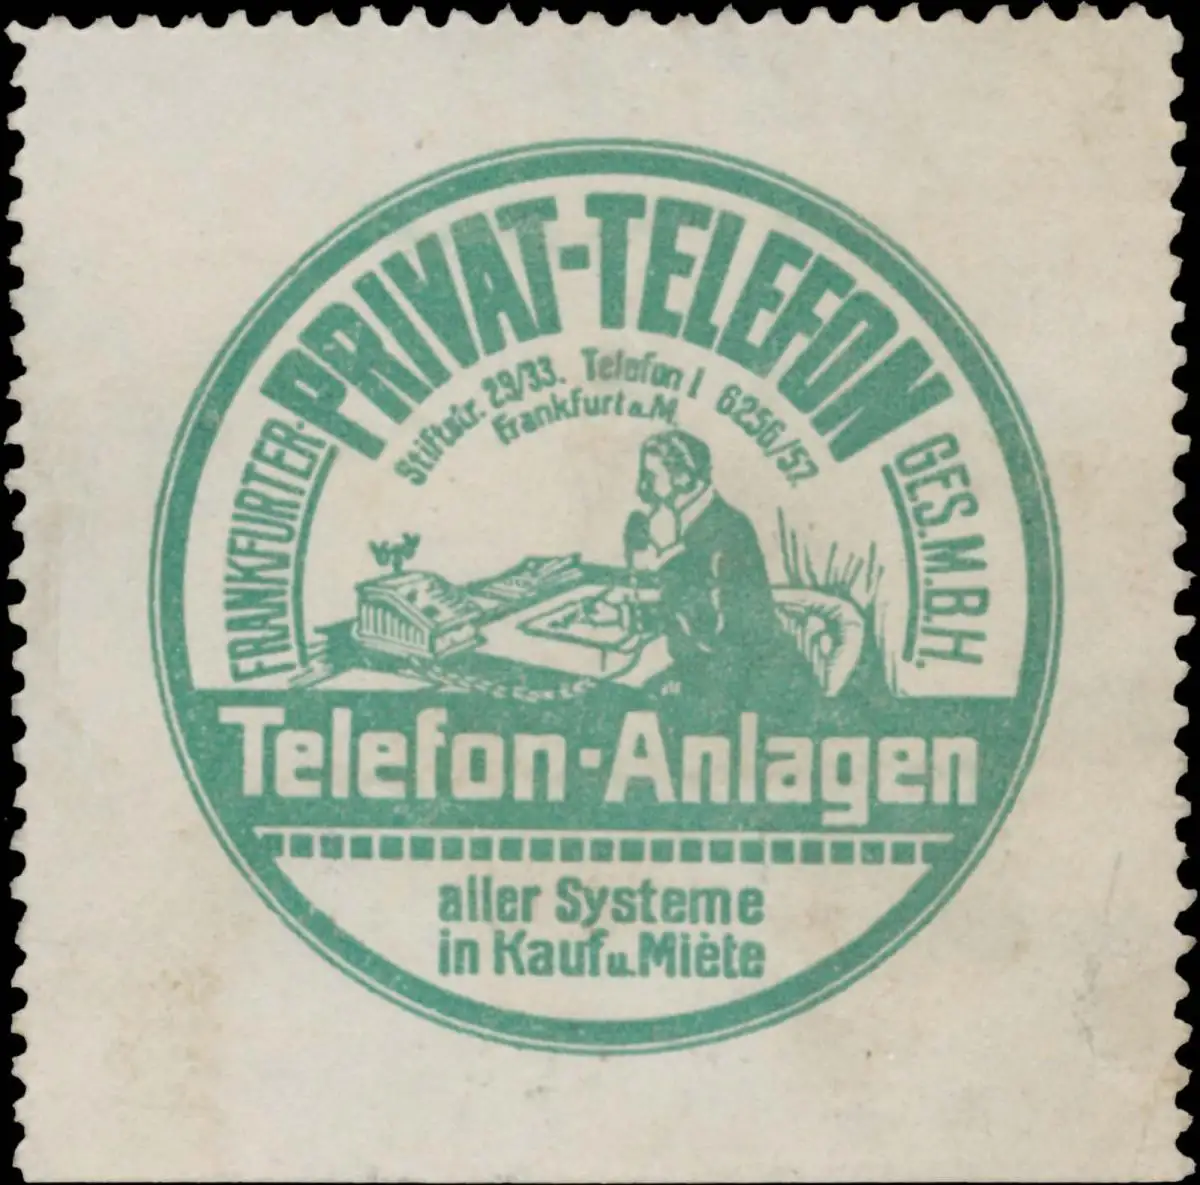 FRANKFURTER-PRIVAT-TELEFON GES.M.B.H.
Stiftstr. 29/33. Telefon I 6256/57.
Frankfurt a.M.
Telefon-Anlagen
aller Systeme
in Kauf u. Miete